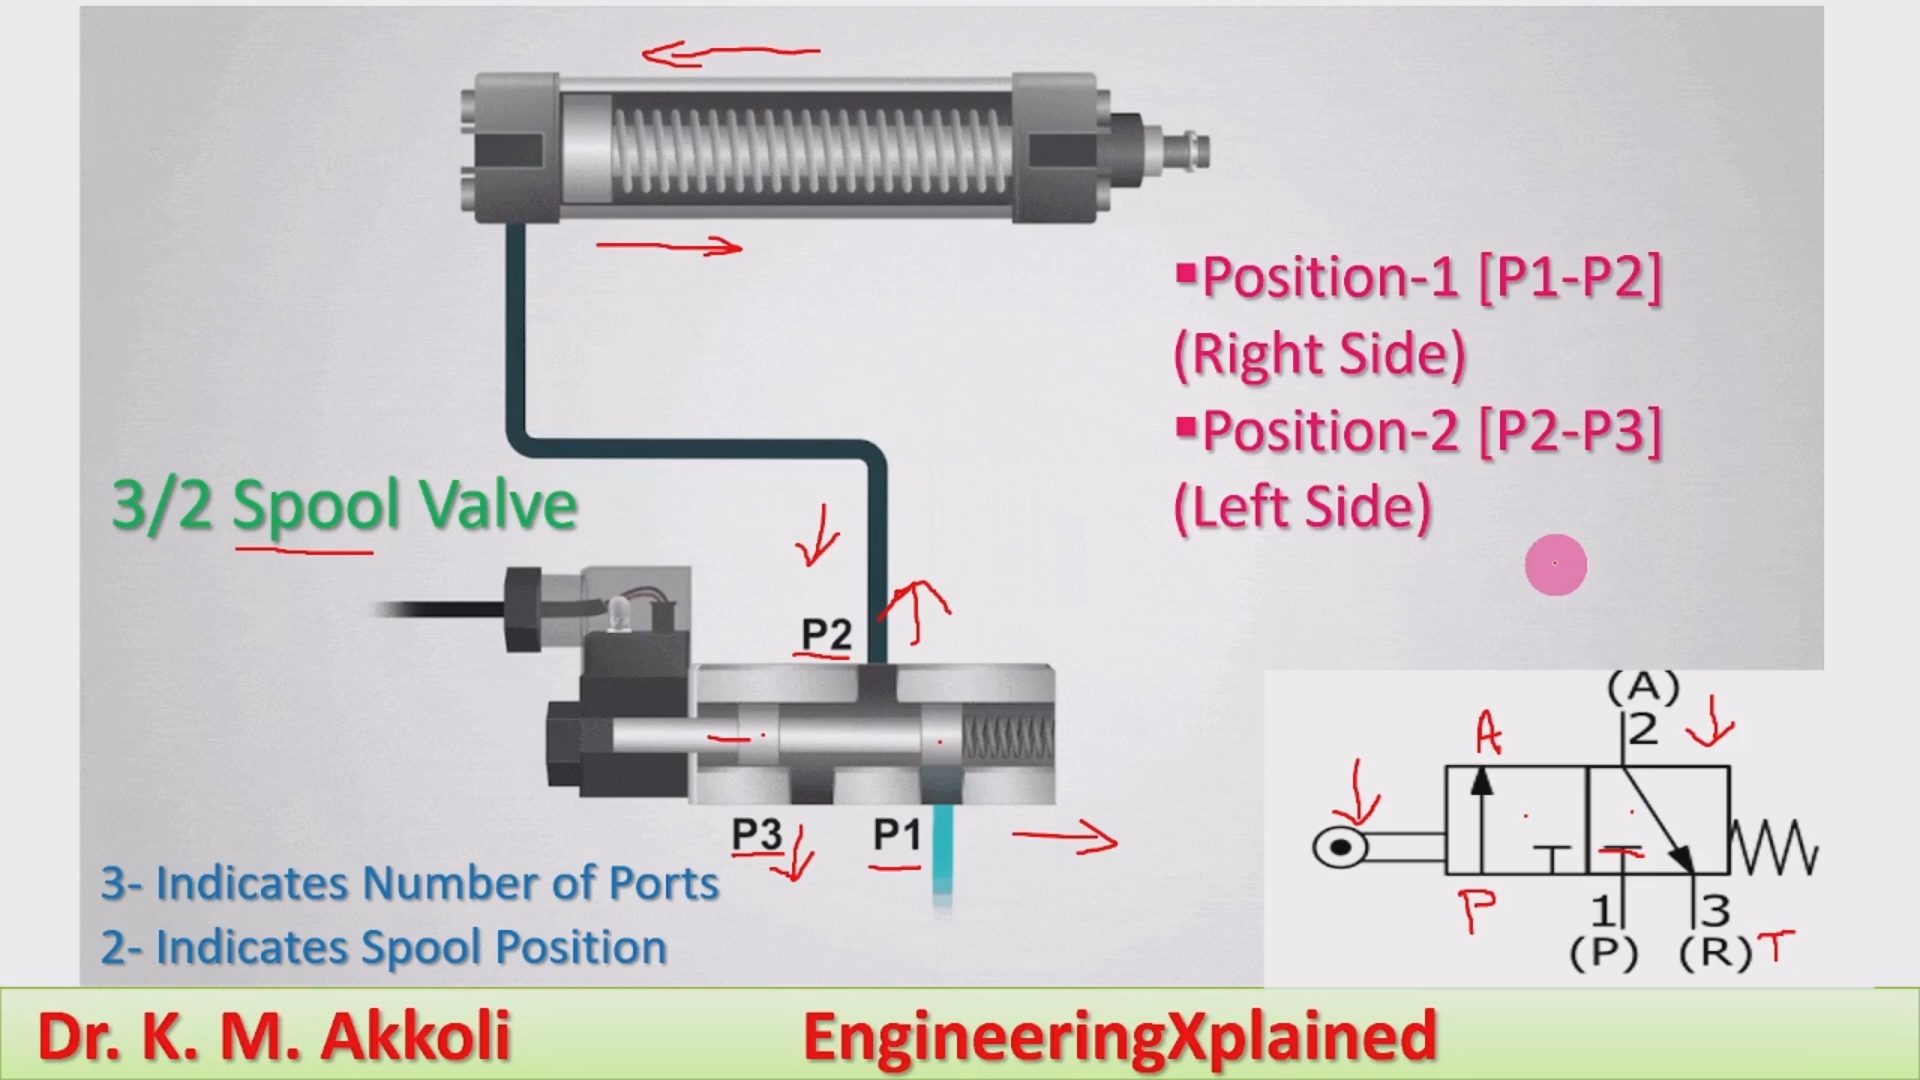 ▪Position-1 [P1-P2]
(Right Side)
▪Position-2 [P2-P3]
(Left Side)
3/2 Spool Valve
P2
P3
P1
3- Indicates Number of Ports
2- Indicates Spool Position
(A)
A
2
P
1
3
(P)
(R) T
Dr. K. M. Akkoli
EngineeringXplained